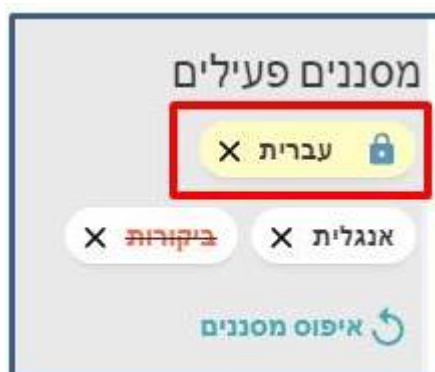 מסננים פעילים
עברית ×
אנגלית × ביקורות ×
איפוס מסננים